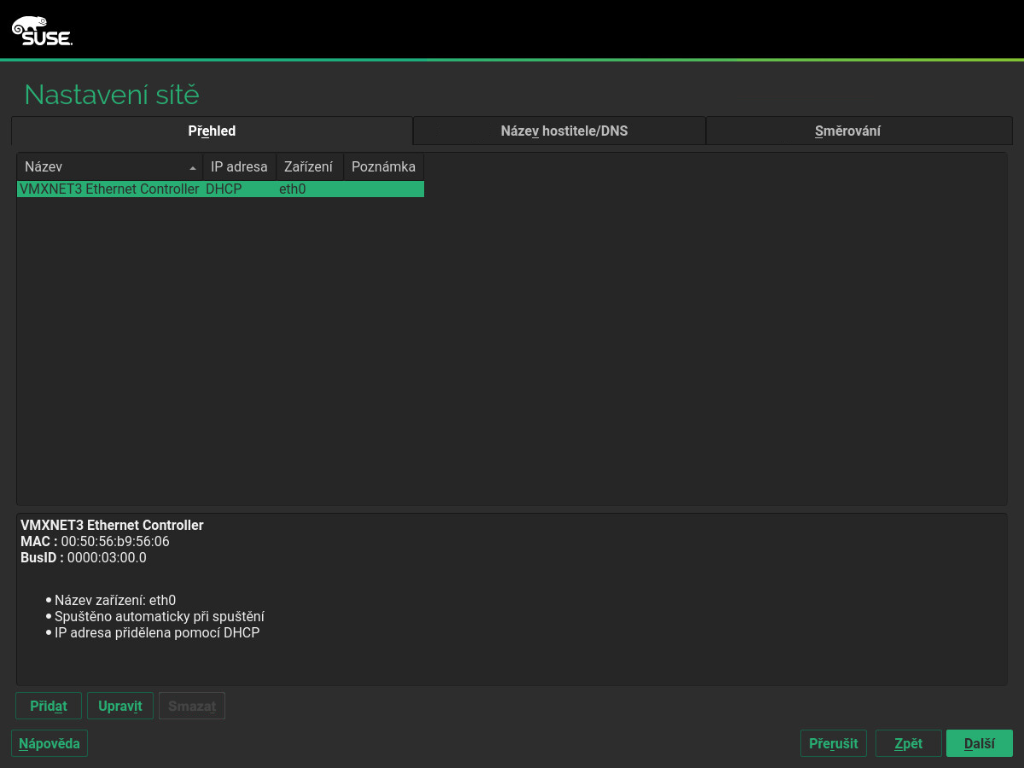 SUSE
Nastavení sítě
Přehled
Název hostitele/DNS
Směrování
Název IP adresa Zařízení Poznámka
VMXNET3 Ethernet Controller DHCP eth0
VMXNET3 Ethernet Controller
MAC : 00:50:56:b9:56:06
BusID : 0000:03:00.0
• Název zařízení: eth0
• Spuštěno automaticky při spuštění
• IP adresa přidělena pomocí DHCP
Přidat Upravit Smazat
Nápověda Přerušit Zpět Další